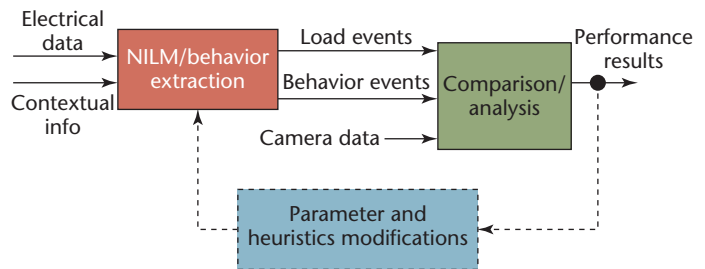 Electrical
data
Contextual
info
NILM/behavior
extraction
Load events
Behavior events
Camera data
Comparison/
analysis
Performance
results
Parameter and
heuristics modifications